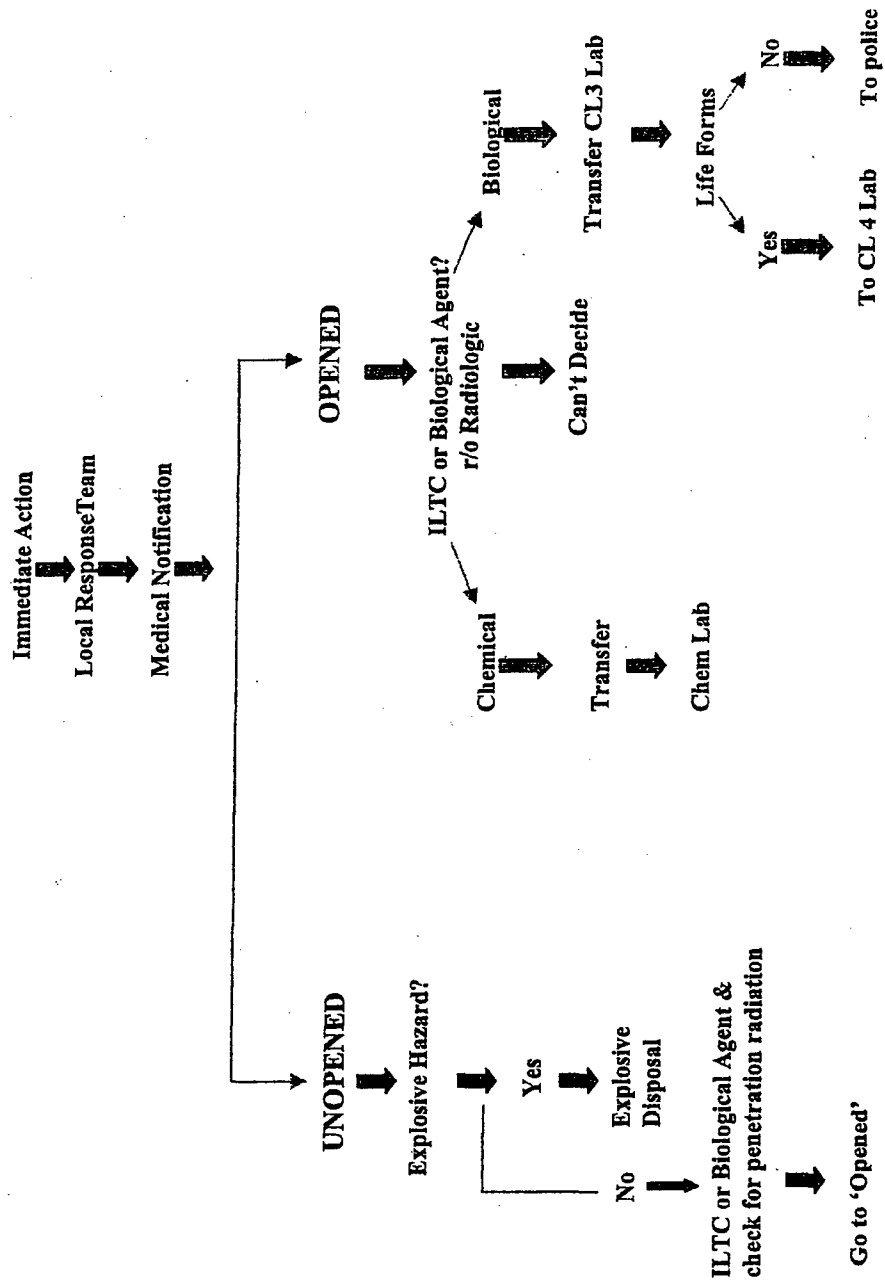 Immediate Action
Local ResponseTeam
Medical Notification
UNOPENED
Explosive Hazard?
No
Yes
Explosive
Disposal
ILTC or Biological Agent &
check for penetration radiation
Go to ‘Opened’
OPENED
ILTC or Biological Agent?
r/o Radiologic
Chemical
Transfer
Chem Lab
Can't Decide
Biological
Transfer CL3 Lab
Life Forms
Yes
No
To CL 4 Lab
To police